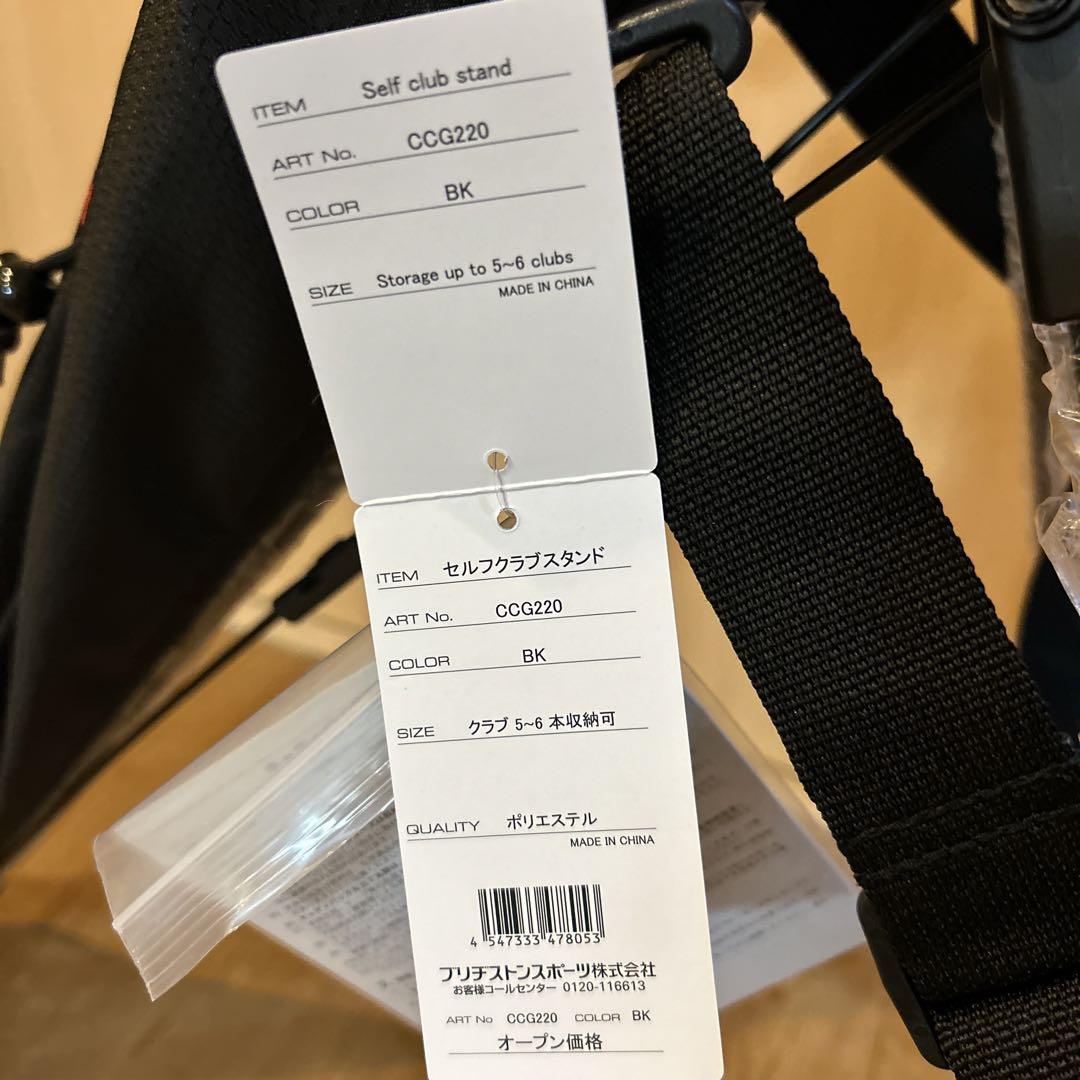 ITEM Self club stand
ART No. CCG220
COLOR BK
SIZE Storage up to 5~6 clubs
MADE IN CHINA
ITEM セルフクラブスタンド
ART No. CCG220
COLOR BK
SIZE クラブ 5~6 本収納可
QUALITY ポリエステル
MADE IN CHINA
4 547333 478053
ブリヂストンスポーツ株式会社
お客様コールセンター 0120-116613
ART No CCG220 COLOR BK
オープン価格